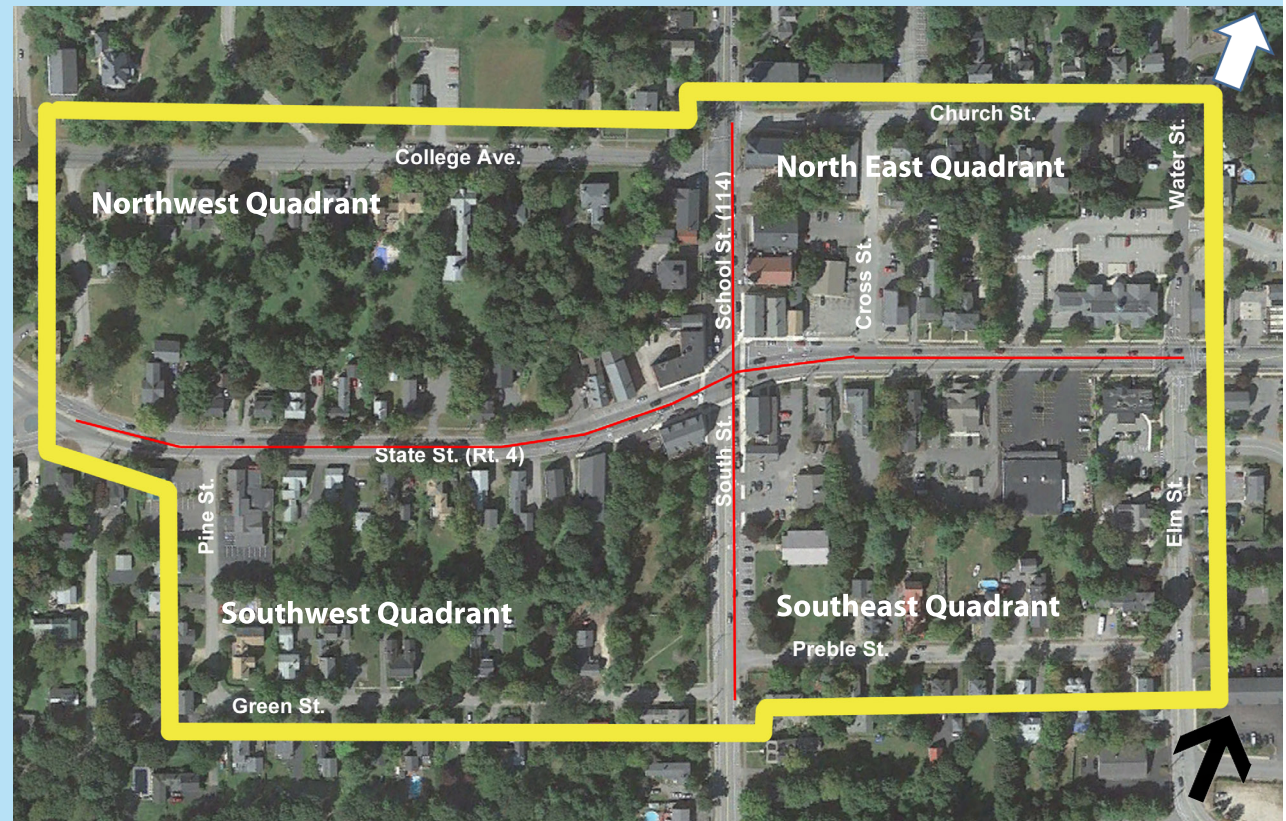 Church St.
College Ave.
Water St.
North East Quadrant
Northwest Quadrant
School St. (114)
Cross St.
State St. (Rt. 4)
South St.
Pine St.
Elm St.
Southwest Quadrant
Southeast Quadrant
Preble St.
Green St.